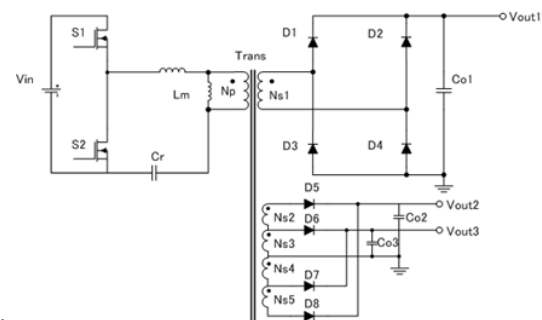 Vout1
S1
D1
D2
Trans
Vin
Lm
Np
Ns1
Co1
S2
Cr
D3
D4
D5
Vout2
Ns2
D6
Co2
Vout3
Ns3
Co3
Ns4
D7
Ns5
D8